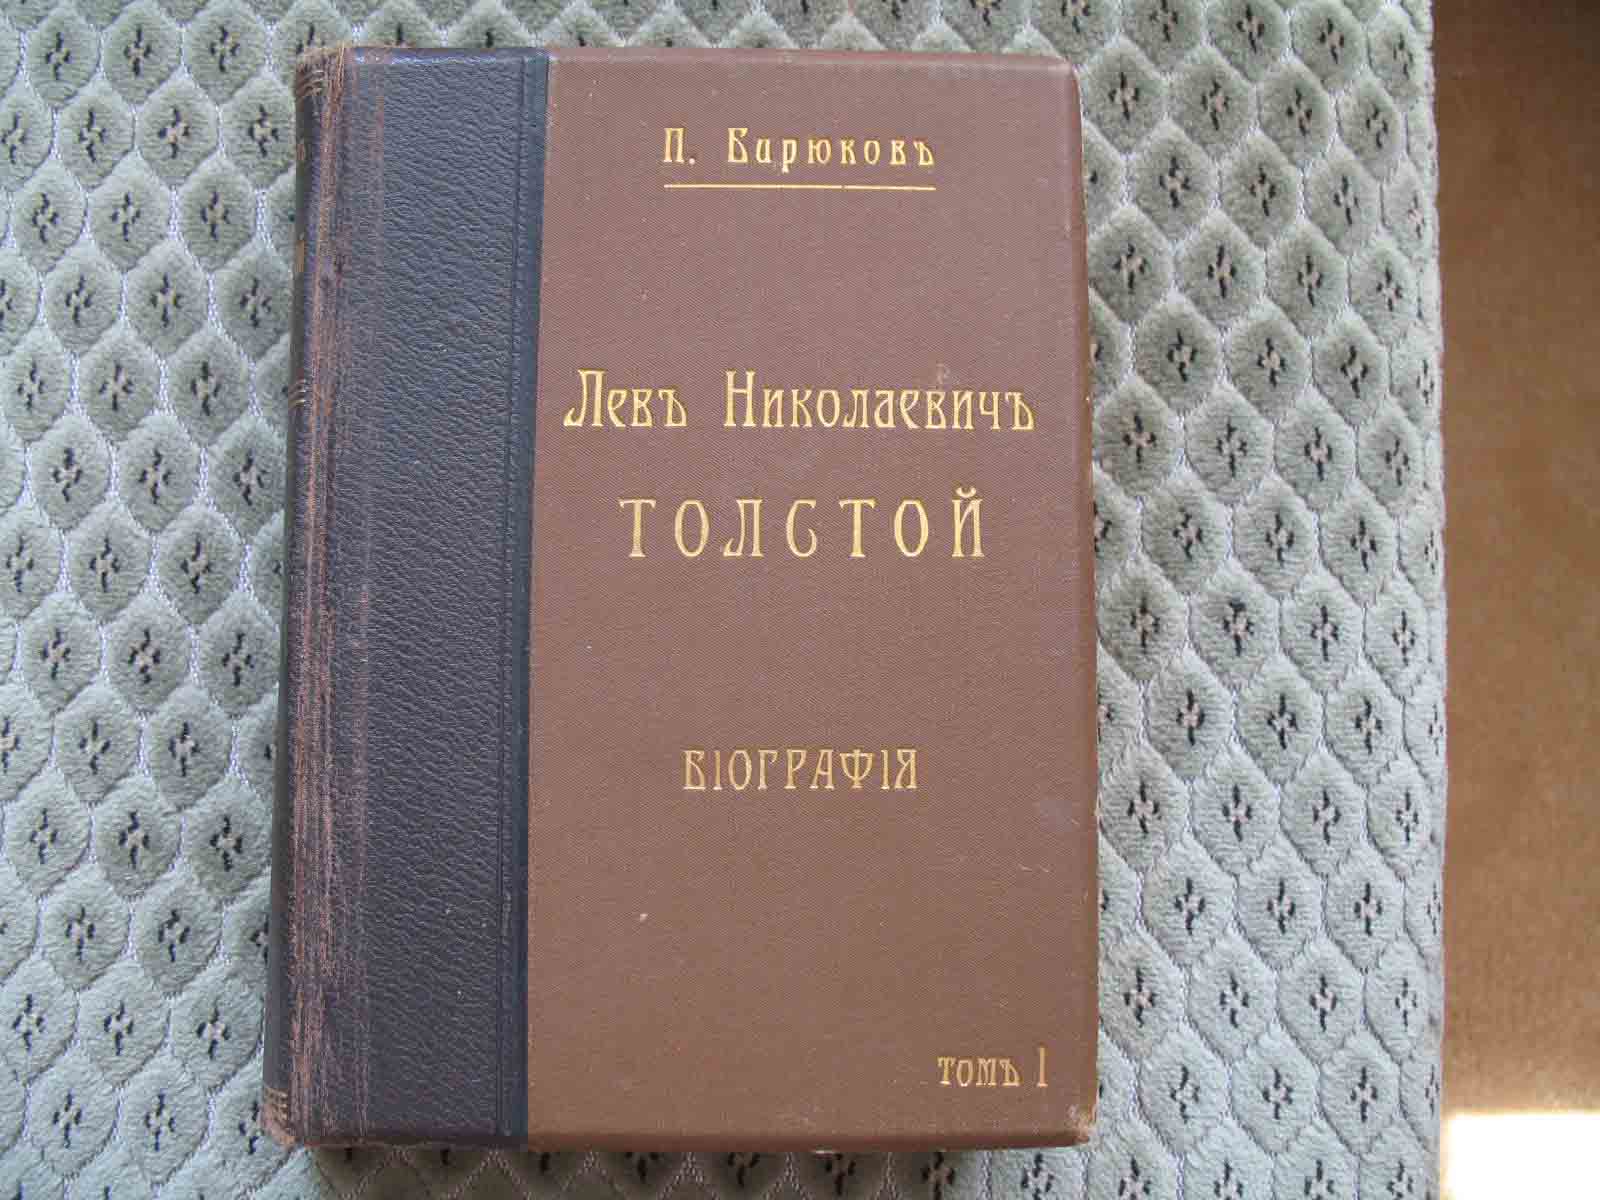 П. Бирюковъ
Левъ Николаевичъ
ТОЛСТОЙ
БІОГРАФІЯ
томъ I